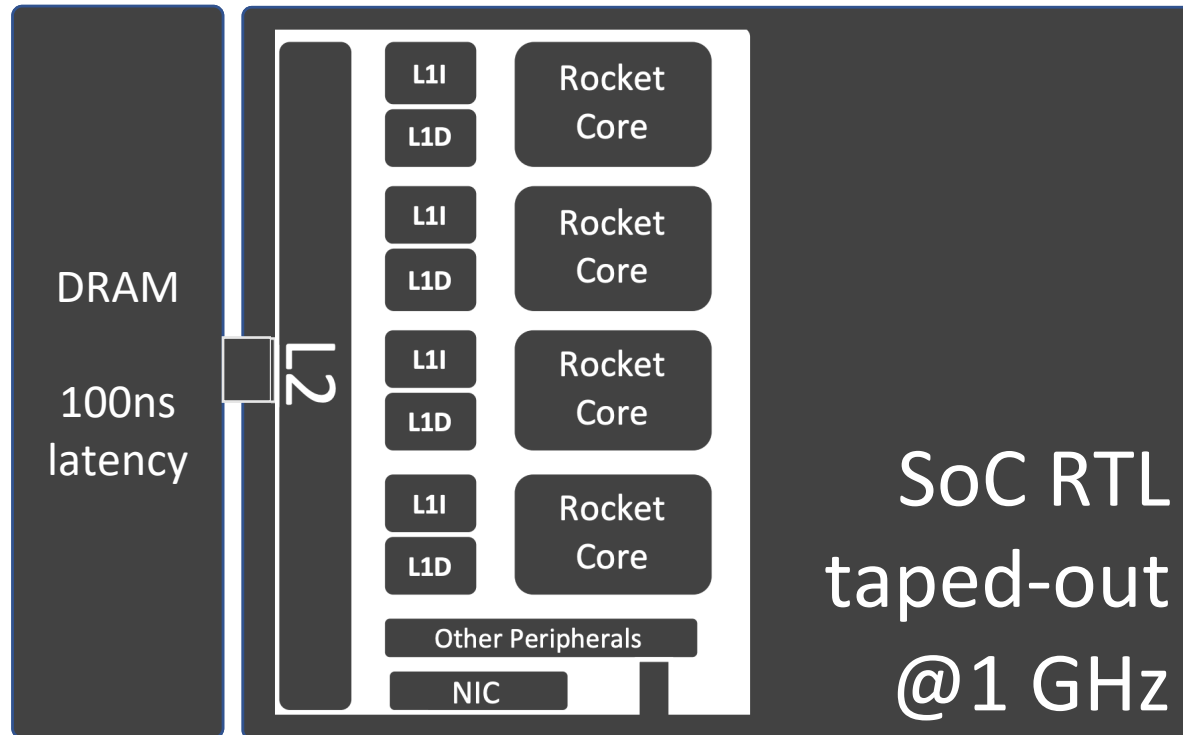 DRAM
100ns
latency
L2
L1I
L1D
Rocket
Core
L1I
L1D
Rocket
Core
L1I
L1D
Rocket
Core
L1I
L1D
Rocket
Core
Other Peripherals
NIC
SoC RTL
taped-out
@1 GHz